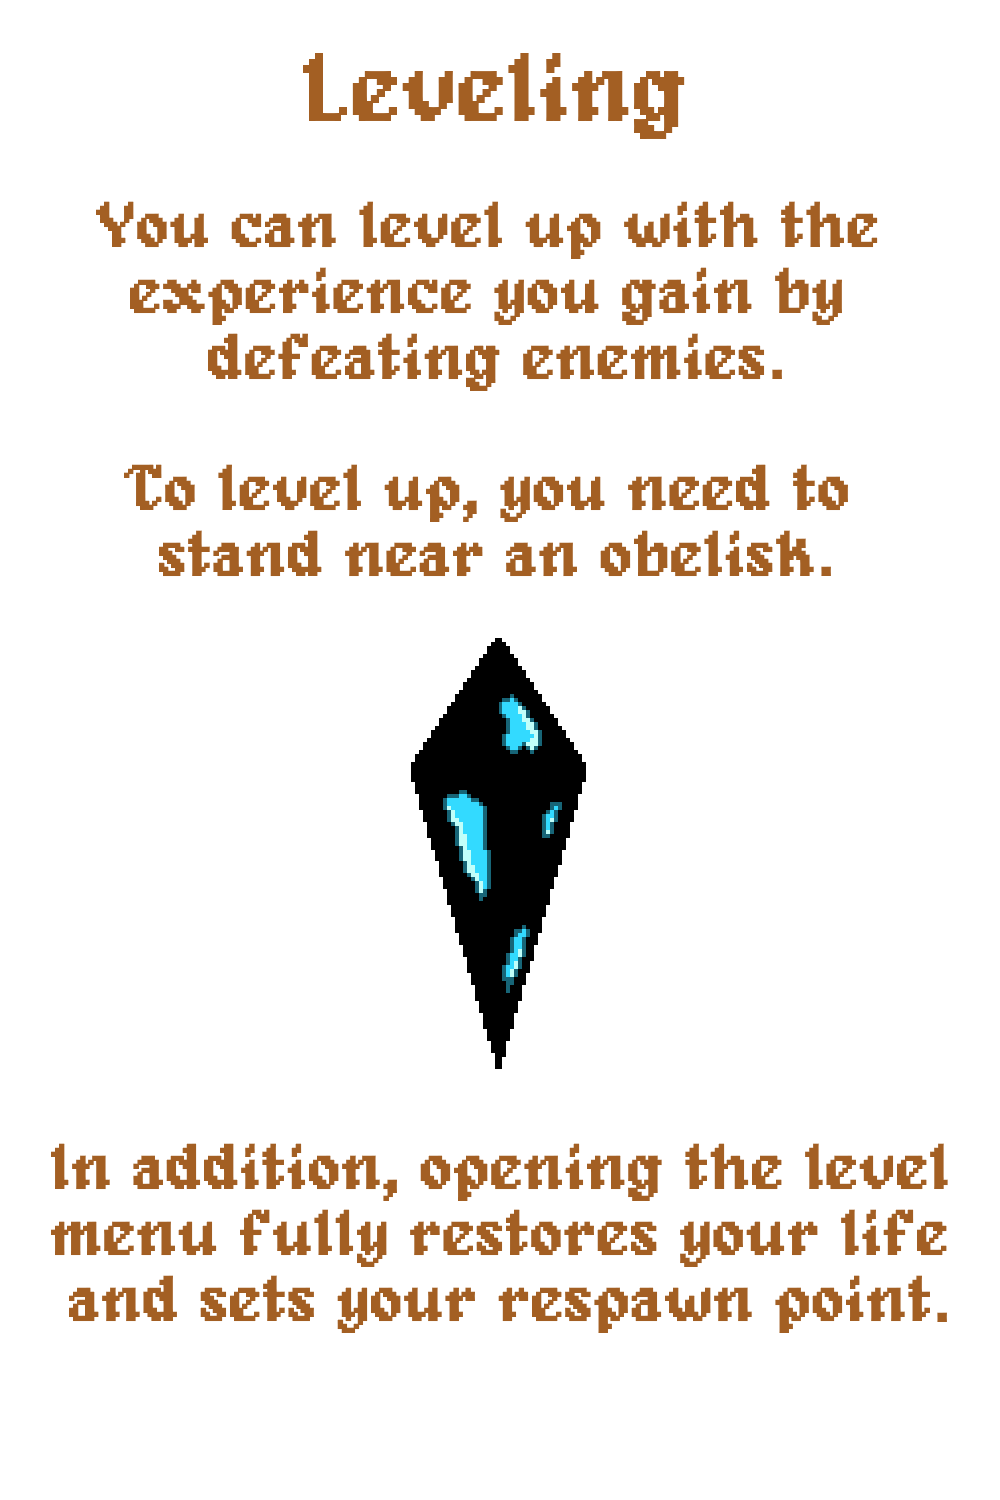 Leveling
You can level up with the
experience you gain by
defeating enemies.
To level up, you need to
stand near an obelisk.
In addition, opening the level
menu fully restores your life
and sets your respawn point.